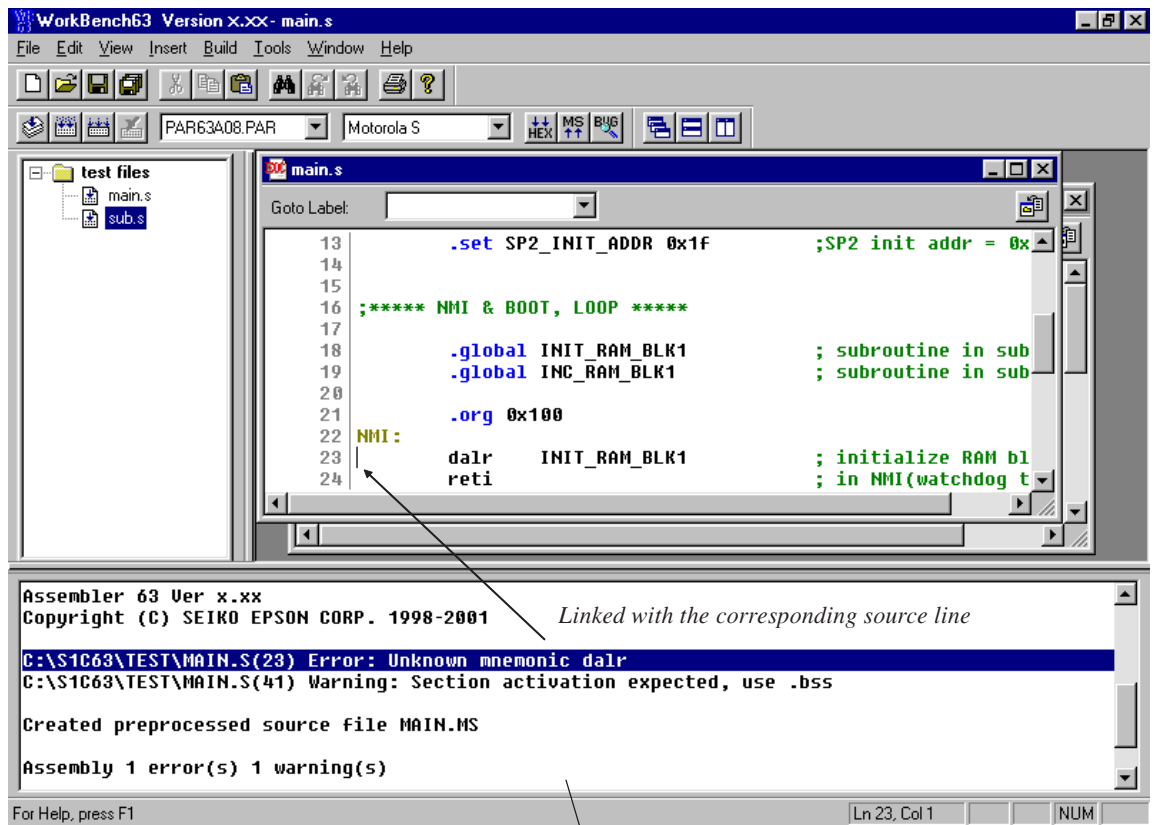 WorkBench63 Version x.xx - main.s
File Edit View Insert Build Tools Window Help
PAR63A08.PAR Motorola S HEX MS BUG
test files
main.s
sub.s
main.s
Goto Label:
13 .set SP2_INIT_ADDR 0x1f ;SP2 init addr = 0x
14
15
16 ;***** NMI & BOOT, LOOP *****
17
18 .global INIT_RAM_BLK1 ; subroutine in sub
19 .global INC_RAM_BLK1 ; subroutine in sub
20
21 .org 0x100
22 NMI:
23 dalr INIT_RAM_BLK1 ; initialize RAM bl
24 reti ; in NMI(watchdog t
Assembler 63 Ver x.xx
Copyright (C) SEIKO EPSON CORP. 1998-2001
Linked with the corresponding source line
C:\S1C63\TEST\MAIN.S(23) Error: Unknown mnemonic dalr
C:\S1C63\TEST\MAIN.S(41) Warning: Section activation expected, use .bss
Created preprocessed source file MAIN.MS
Assembly 1 error(s) 1 warning(s)
For Help, press F1 Ln 23, Col 1 NUM